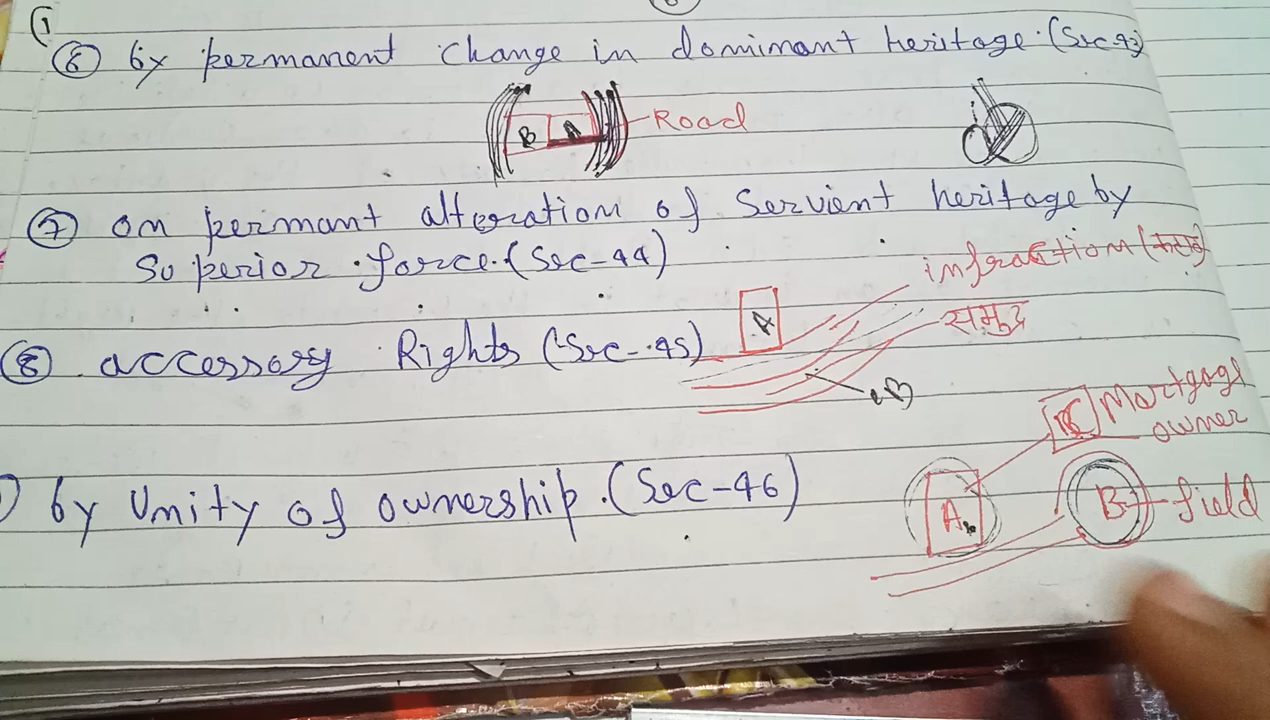 ⑥ by permanent change in dominant heritage. (Sec-43)
B A Road
⑦ on permant alteration of Servient heritage by
Superior force. (Sec-44)
infraction
समुद्र
A
⑧ accessory Rights (Sec-45)
B
Mortgage
owner
by Unity of ownership. (Sec-46)
A B field